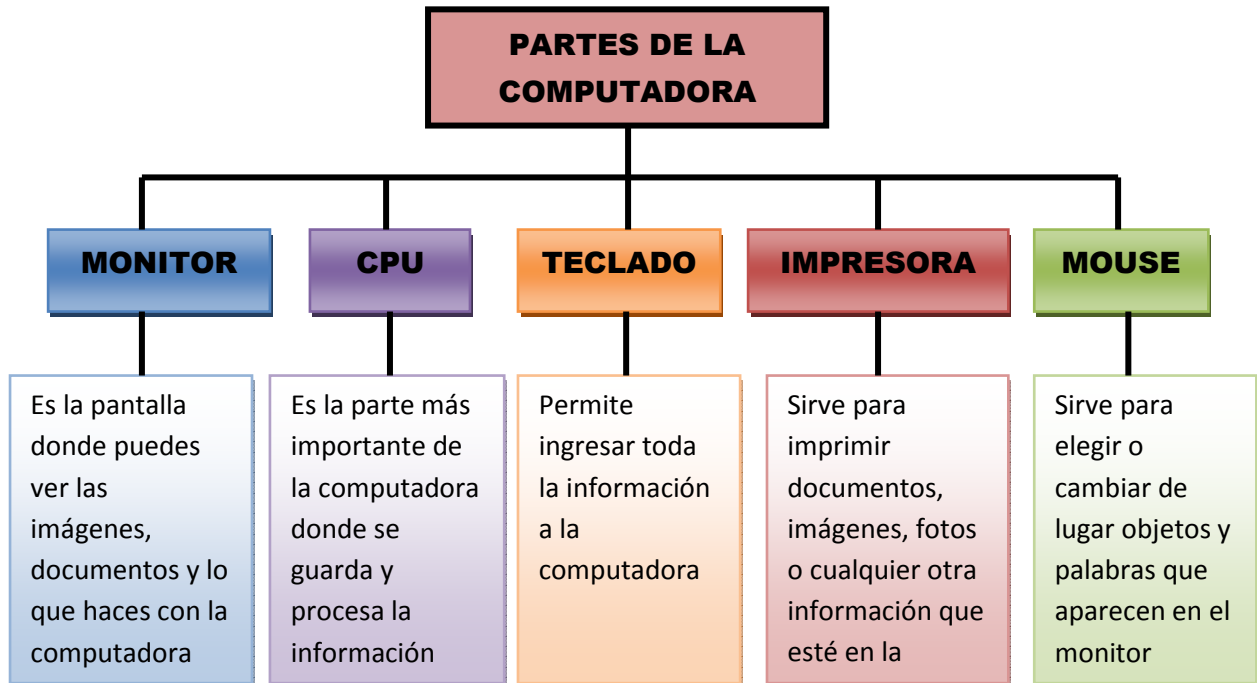 PARTES DE LA
COMPUTADORA
MONITOR
CPU
TECLADO
IMPRESORA
MOUSE
Es la pantalla
donde puedes
ver las
imágenes,
documentos y lo
que haces con la
computadora
Es la parte más
importante de
la computadora
donde se
guarda y
procesa la
información
Permite
ingresar toda
la información
a la
computadora
Sirve para
imprimir
documentos,
imágenes, fotos
o cualquier otra
información que
esté en la
Sirve para
elegir o
cambiar de
lugar objetos y
palabras que
aparecen en el
monitor